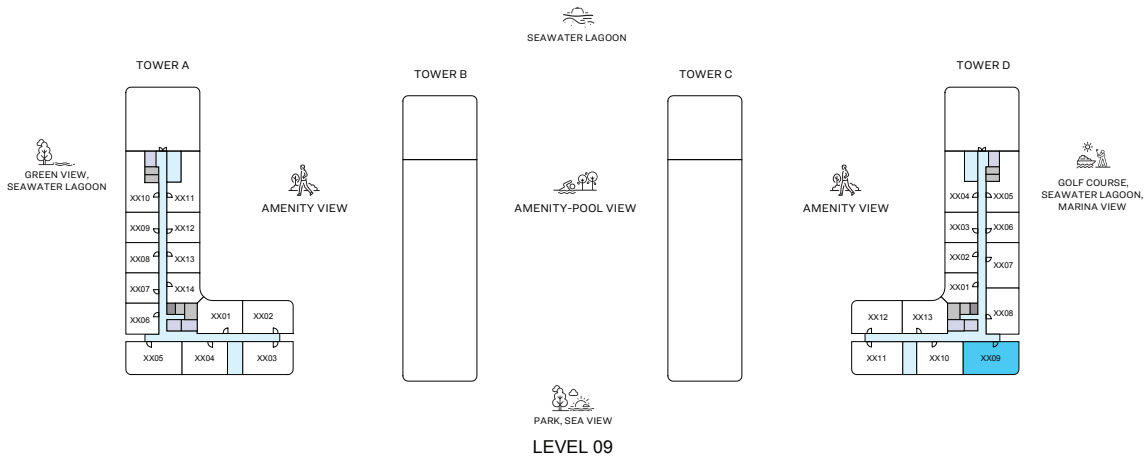 SEAWATER LAGOON
TOWER A
TOWER B
TOWER C
TOWER D
GREEN VIEW,
SEAWATER LAGOON
AMENITY VIEW
AMENITY-POOL VIEW
AMENITY VIEW
GOLF COURSE,
SEAWATER LAGOON,
MARINA VIEW
XX10
XX11
XX09
XX12
XX08
XX13
XX07
XX14
XX06
XX01
XX02
XX05
XX04
XX03
XX04
XX05
XX03
XX06
XX02
XX07
XX01
XX08
XX12
XX13
XX11
XX10
XX09
PARK, SEA VIEW
LEVEL 09